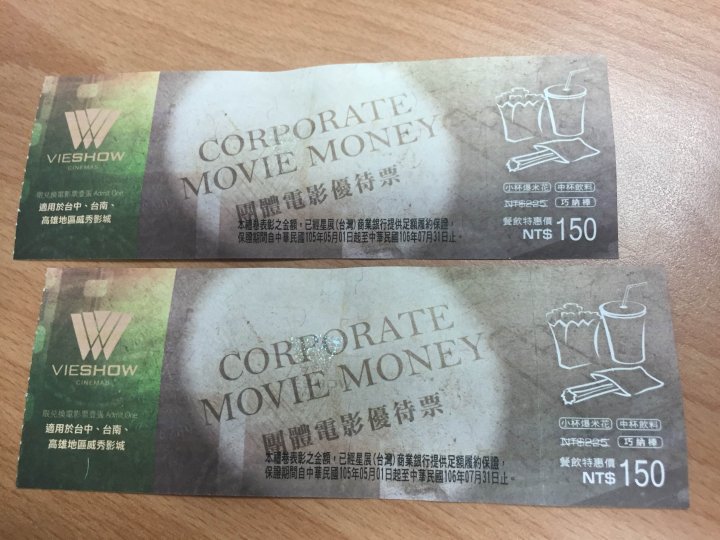 VIESHOW
CINEMAS
限兌換電影票壹張 Admit One
適用於台中、台南、
高雄地區威秀影城
CORPORATE
MOVIE MONEY
團體電影優待票
本禮卷表彰之金額，已經星展(台灣)商業銀行提供足額履約保證，
保證期間自中華民國105年05月01日起至中華民國106年07月31日止。
小杯爆米花 中杯飲料
NT$205 巧納棒
餐飲特惠價
NT$ 150
VIESHOW
CINEMAS
限兌換電影票壹張 Admit One
適用於台中、台南、
高雄地區威秀影城
CORPORATE
MOVIE MONEY
團體電影優待票
本禮卷表彰之金額，已經星展(台灣)商業銀行提供足額履約保證，
保證期間自中華民國105年05月01日起至中華民國106年07月31日止。
小杯爆米花 中杯飲料
NT$205 巧納棒
餐飲特惠價
NT$ 150